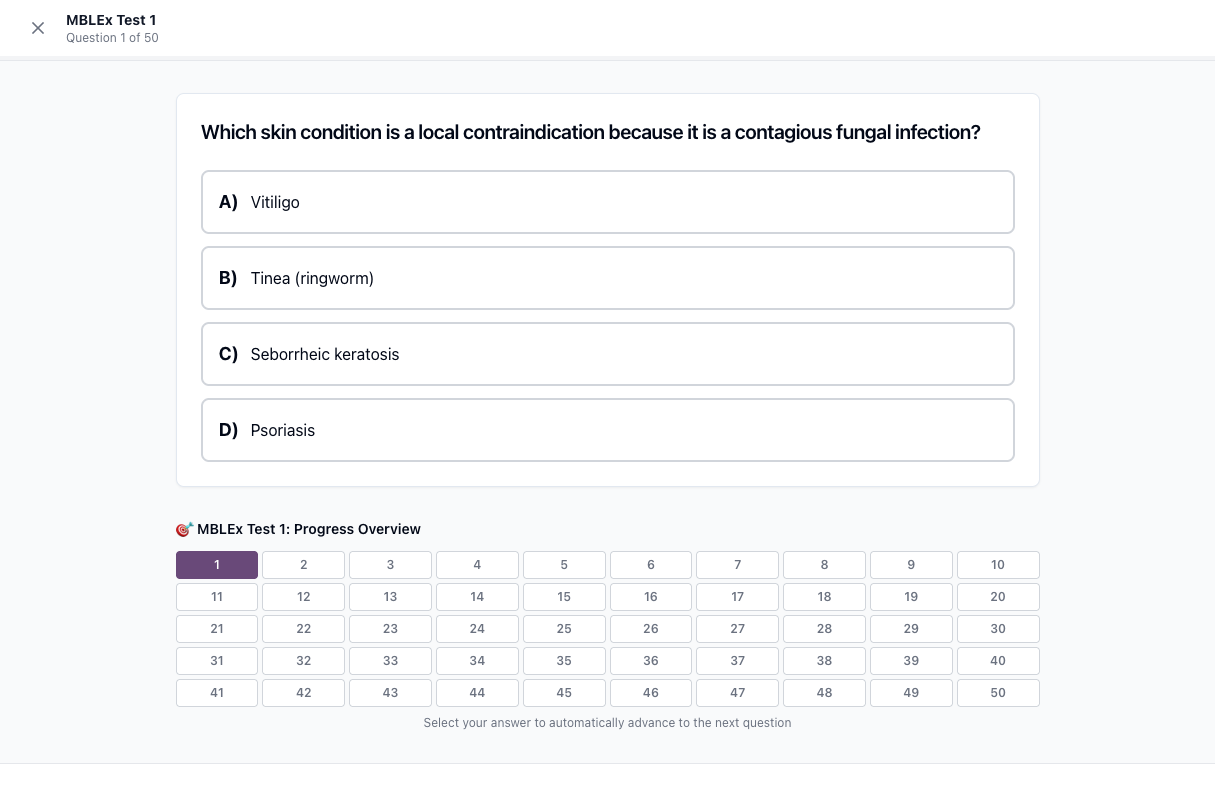 MBLEx Test 1
Question 1 of 50
Which skin condition is a local contraindication because it is a contagious fungal infection?
A) Vitiligo
B) Tinea (ringworm)
C) Seborrheic keratosis
D) Psoriasis
🎯 MBLEx Test 1: Progress Overview
1 2 3 4 5 6 7 8 9 10
11 12 13 14 15 16 17 18 19 20
21 22 23 24 25 26 27 28 29 30
31 32 33 34 35 36 37 38 39 40
41 42 43 44 45 46 47 48 49 50
Select your answer to automatically advance to the next question